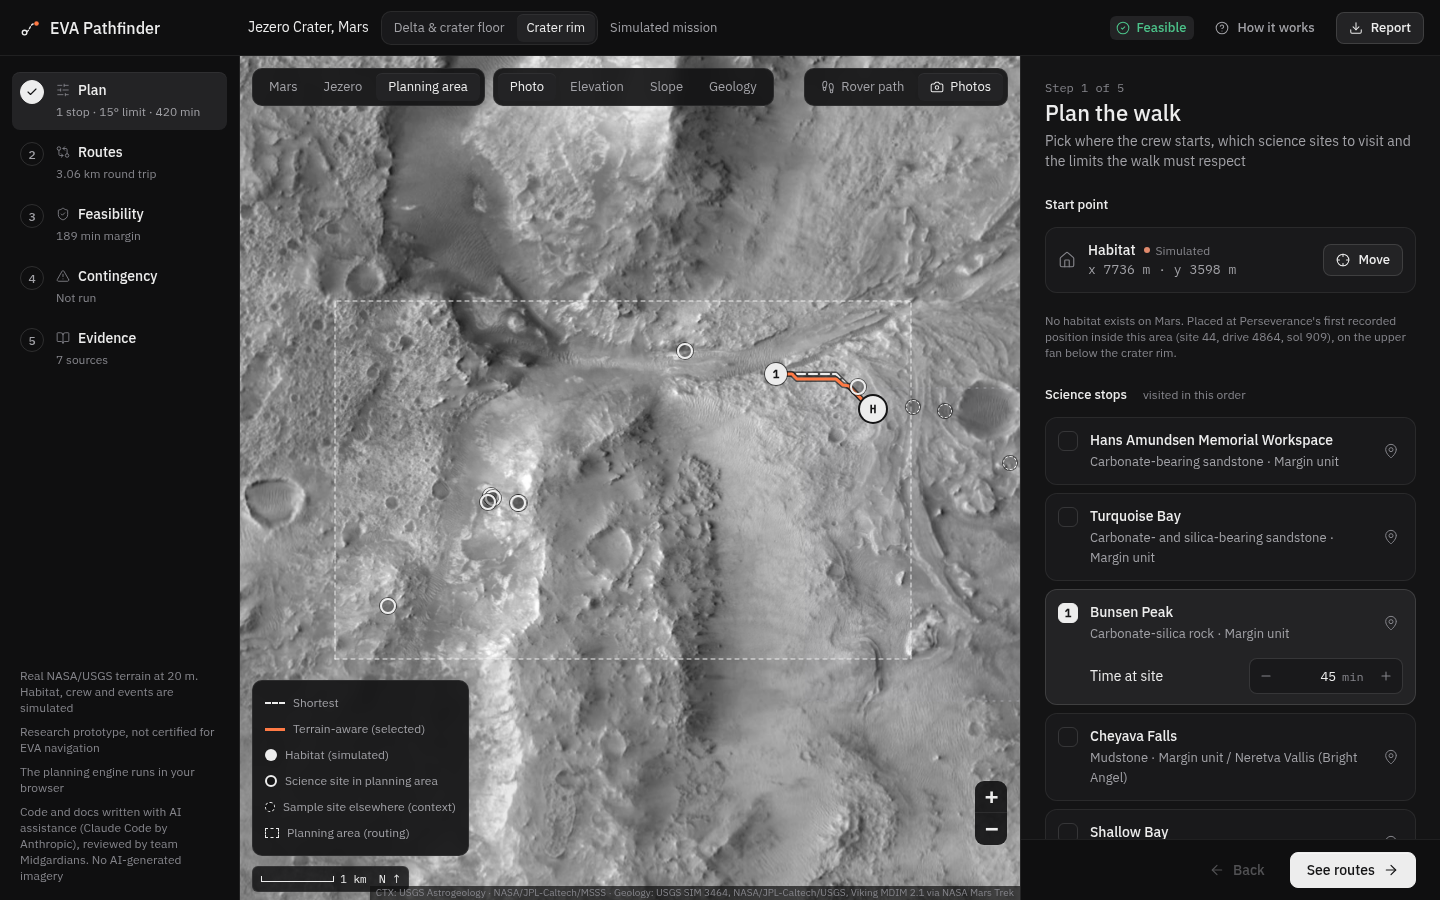 EVA Pathfinder
Jezero Crater, Mars
Delta & crater floor
Crater rim
Simulated mission
Feasible
How it works
Report
Plan
1 stop · 15° limit · 420 min
2
Routes
3.06 km round trip
3
Feasibility
189 min margin
4
Contingency
Not run
5
Evidence
7 sources
Real NASA/USGS terrain at 20 m.
Habitat, crew and events are
simulated
Research prototype, not certified for
EVA navigation
The planning engine runs in your
browser
Code and docs written with AI
assistance (Claude Code by
Anthropic), reviewed by team
Midgardians. No AI-generated
imagery
Mars
Jezero
Planning area
Photo
Elevation
Slope
Geology
Rover path
Photos
1
H
Shortest
Terrain-aware (selected)
Habitat (simulated)
Science site in planning area
Sample site elsewhere (context)
Planning area (routing)
1 km N ↑
+
−
CTX: USGS Astrogeology · NASA/JPL-Caltech/MSSS · Geology: USGS SIM 3464, NASA/JPL-Caltech/USGS, Viking MDIM 2.1 via NASA Mars Trek
Step 1 of 5
Plan the walk
Pick where the crew starts, which science sites to visit and
the limits the walk must respect
Start point
Habitat
Simulated
x 7736 m · y 3598 m
Move
No habitat exists on Mars. Placed at Perseverance's first recorded
position inside this area (site 44, drive 4864, sol 909), on the upper
fan below the crater rim.
Science stops visited in this order
Hans Amundsen Memorial Workspace
Carbonate-bearing sandstone · Margin unit
Turquoise Bay
Carbonate- and silica-bearing sandstone ·
Margin unit
1
Bunsen Peak
Carbonate-silica rock · Margin unit
Time at site
− 45 min +
Cheyava Falls
Mudstone · Margin unit / Neretva Vallis (Bright
Angel)
Shallow Bay
← Back
See routes →